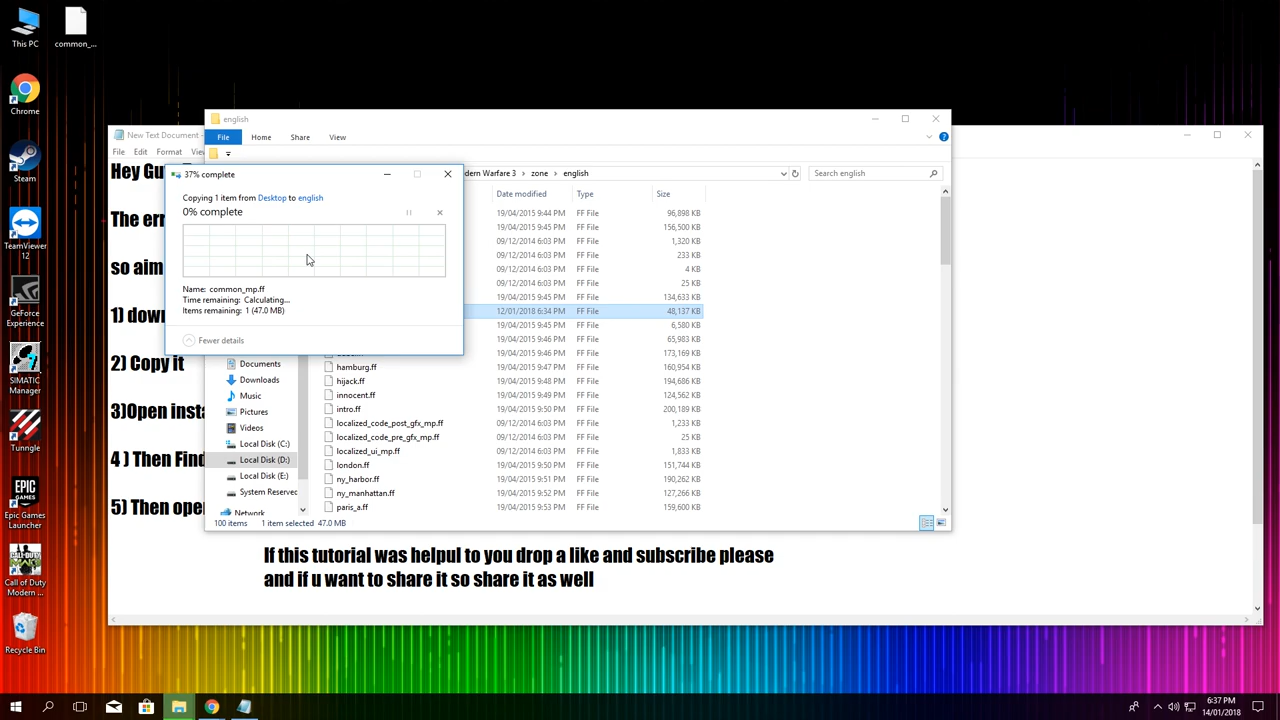 This PC
common_...
Chrome
Steam
TeamViewer
12
GeForce
Experience
SIMATIC
Manager
Tunngle
Epic Games
Launcher
Call of Duty
Modern ...
Recycle Bin
New Text Document -
File Edit Format
Hey Gu
The err
so aim
1) down
2) Copy it
3)Open insta
4 ) Then Find
5) Then oper
If this tutorial was helpul to you drop a like and subscribe please
and if u want to share it so share it as well
english
File Home Share View
dern Warfare 3 > zone > english
Search english
Date modified Type Size
19/04/2015 9:44 PM FF File 96,898 KB
19/04/2015 9:45 PM FF File 156,500 KB
09/12/2014 6:03 PM FF File 1,320 KB
09/12/2014 6:03 PM FF File 233 KB
09/12/2014 6:03 PM FF File 4 KB
09/12/2014 6:03 PM FF File 25 KB
19/04/2015 9:45 PM FF File 134,633 KB
12/01/2018 6:34 PM FF File 48,137 KB
19/04/2015 9:45 PM FF File 6,580 KB
19/04/2015 9:46 PM FF File 65,983 KB
19/04/2015 9:46 PM FF File 173,169 KB
hamburg.ff 19/04/2015 9:47 PM FF File 160,954 KB
hijack.ff 19/04/2015 9:48 PM FF File 194,686 KB
innocent.ff 19/04/2015 9:49 PM FF File 124,562 KB
intro.ff 19/04/2015 9:50 PM FF File 200,189 KB
localized_code_post_gfx_mp.ff 09/12/2014 6:03 PM FF File 1,233 KB
localized_code_pre_gfx_mp.ff 09/12/2014 6:03 PM FF File 25 KB
localized_ui_mp.ff 09/12/2014 6:03 PM FF File 1,833 KB
london.ff 19/04/2015 9:51 PM FF File 151,744 KB
ny_harbor.ff 19/04/2015 9:52 PM FF File 190,262 KB
ny_manhattan.ff 19/04/2015 9:52 PM FF File 127,266 KB
paris_a.ff 19/04/2015 9:53 PM FF File 159,600 KB
Documents
Downloads
Music
Pictures
Videos
Local Disk (C:)
Local Disk (D:)
Local Disk (E:)
System Reserved
Network
100 items 1 item selected 47.0 MB
37% complete
Copying 1 item from Desktop to english
0% complete
Name: common_mp.ff
Time remaining: Calculating...
Items remaining: 1 (47.0 MB)
Fewer details
6:37 PM
14/01/2018